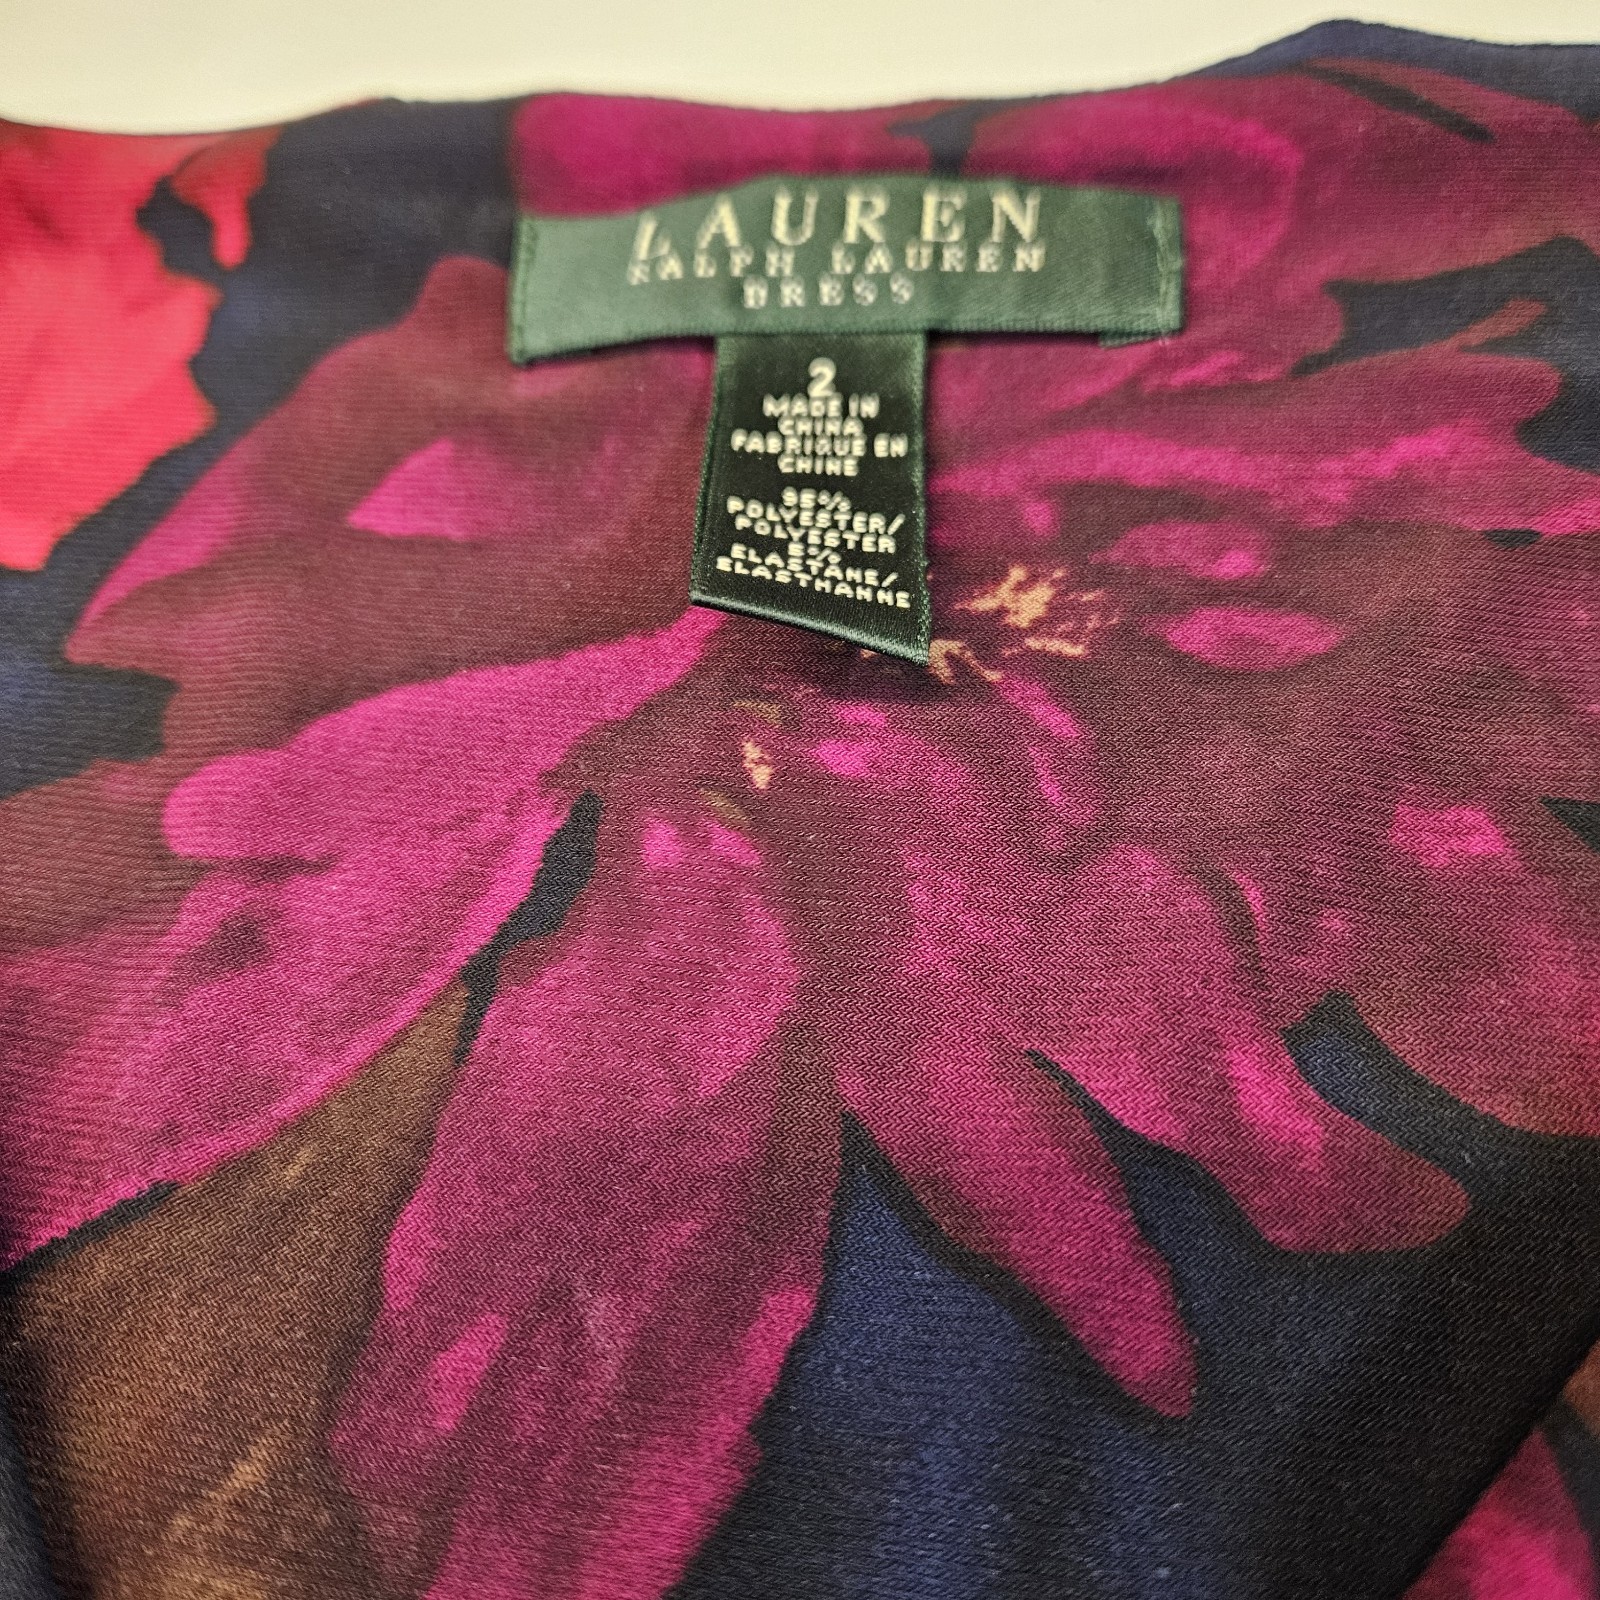 LAUREN
RALPH LAUREN
DRESS
2
MADE IN
CHINA
FABRIQUE EN
CHINE
95%
POLYESTER/
POLYESTER
5%
ELASTANE/
ELASTHANNE